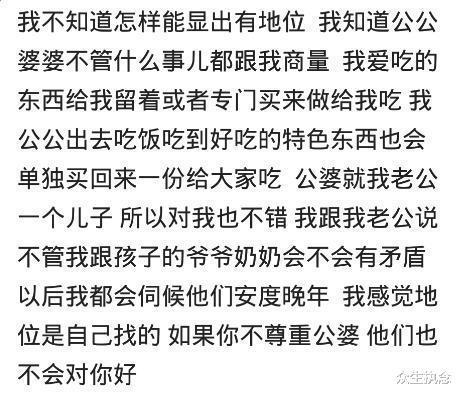 我不知道怎样能显出有地位 我知道公公
婆婆不管什么事儿都跟我商量 我爱吃的
东西给我留着或者专门买来做给我吃 我
公公出去吃饭吃到好吃的特色东西也会
单独买回来一份给大家吃 公婆就我老公
一个儿子 所以对我也不错 我跟我老公说
不管我跟孩子的爷爷奶奶会不会有矛盾
以后我都会伺候他们安度晚年 我感觉地
位是自己找的 如果你不尊重公婆 他们也
不会对你好
众生执念